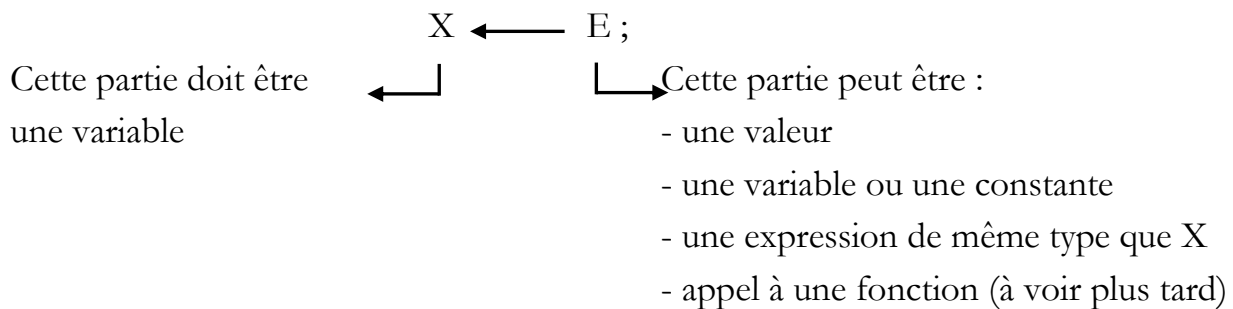 X ← E ;
Cette partie doit être
une variable
Cette partie peut être :
- une valeur
- une variable ou une constante
- une expression de même type que X
- appel à une fonction (à voir plus tard)